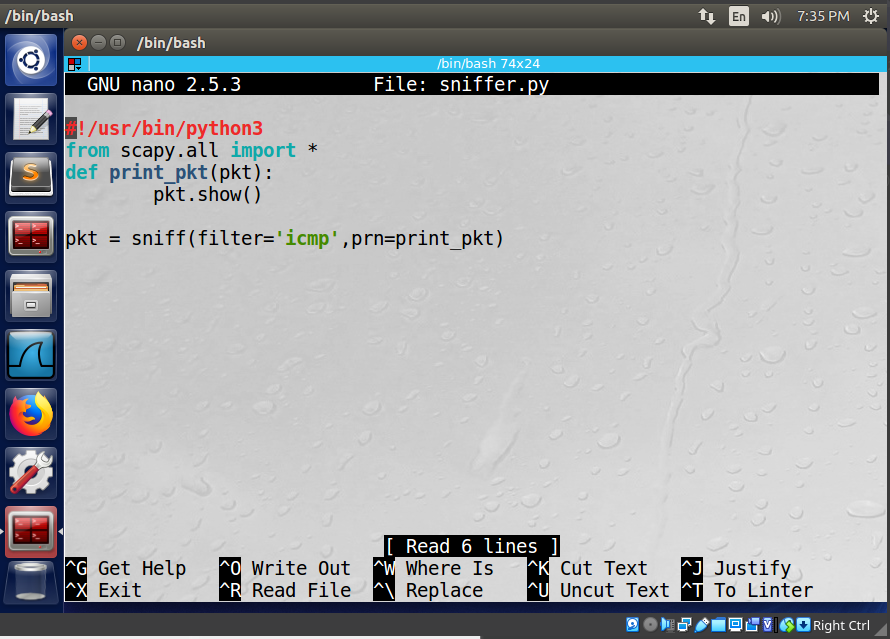 /bin/bash
En 7:35 PM
/bin/bash
/bin/bash 74x24
GNU nano 2.5.3 File: sniffer.py
#!/usr/bin/python3
from scapy.all import *
def print_pkt(pkt):
        pkt.show()
pkt = sniff(filter='icmp',prn=print_pkt)
[ Read 6 lines ]
^G Get Help ^O Write Out ^W Where Is ^K Cut Text ^J Justify
^X Exit ^R Read File ^\ Replace ^U Uncut Text ^T To Linter
Right Ctrl